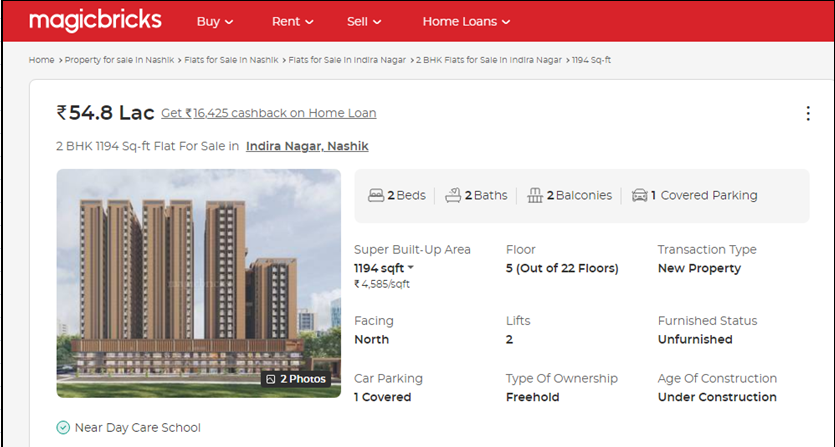 magicbricks Buy Rent Sell Home Loans
Home > Property for sale in Nashik > Flats for Sale in Nashik > Flats for Sale in Indira Nagar > 2 BHK Flats for Sale in Indira Nagar > 1194 Sq-ft
₹54.8 Lac Get ₹16,425 cashback on Home Loan
2 BHK 1194 Sq-ft Flat For Sale in Indira Nagar, Nashik
2 Beds 2 Baths 2 Balconies 1 Covered Parking
Super Built-Up Area Floor Transaction Type
1194 sqft 5 (Out of 22 Floors) New Property
₹4,585/sqft
magicbricks
Facing Lifts Furnished Status
North 2 Unfurnished
2 Photos
Car Parking Type Of Ownership Age Of Construction
1 Covered Freehold Under Construction
Near Day Care School